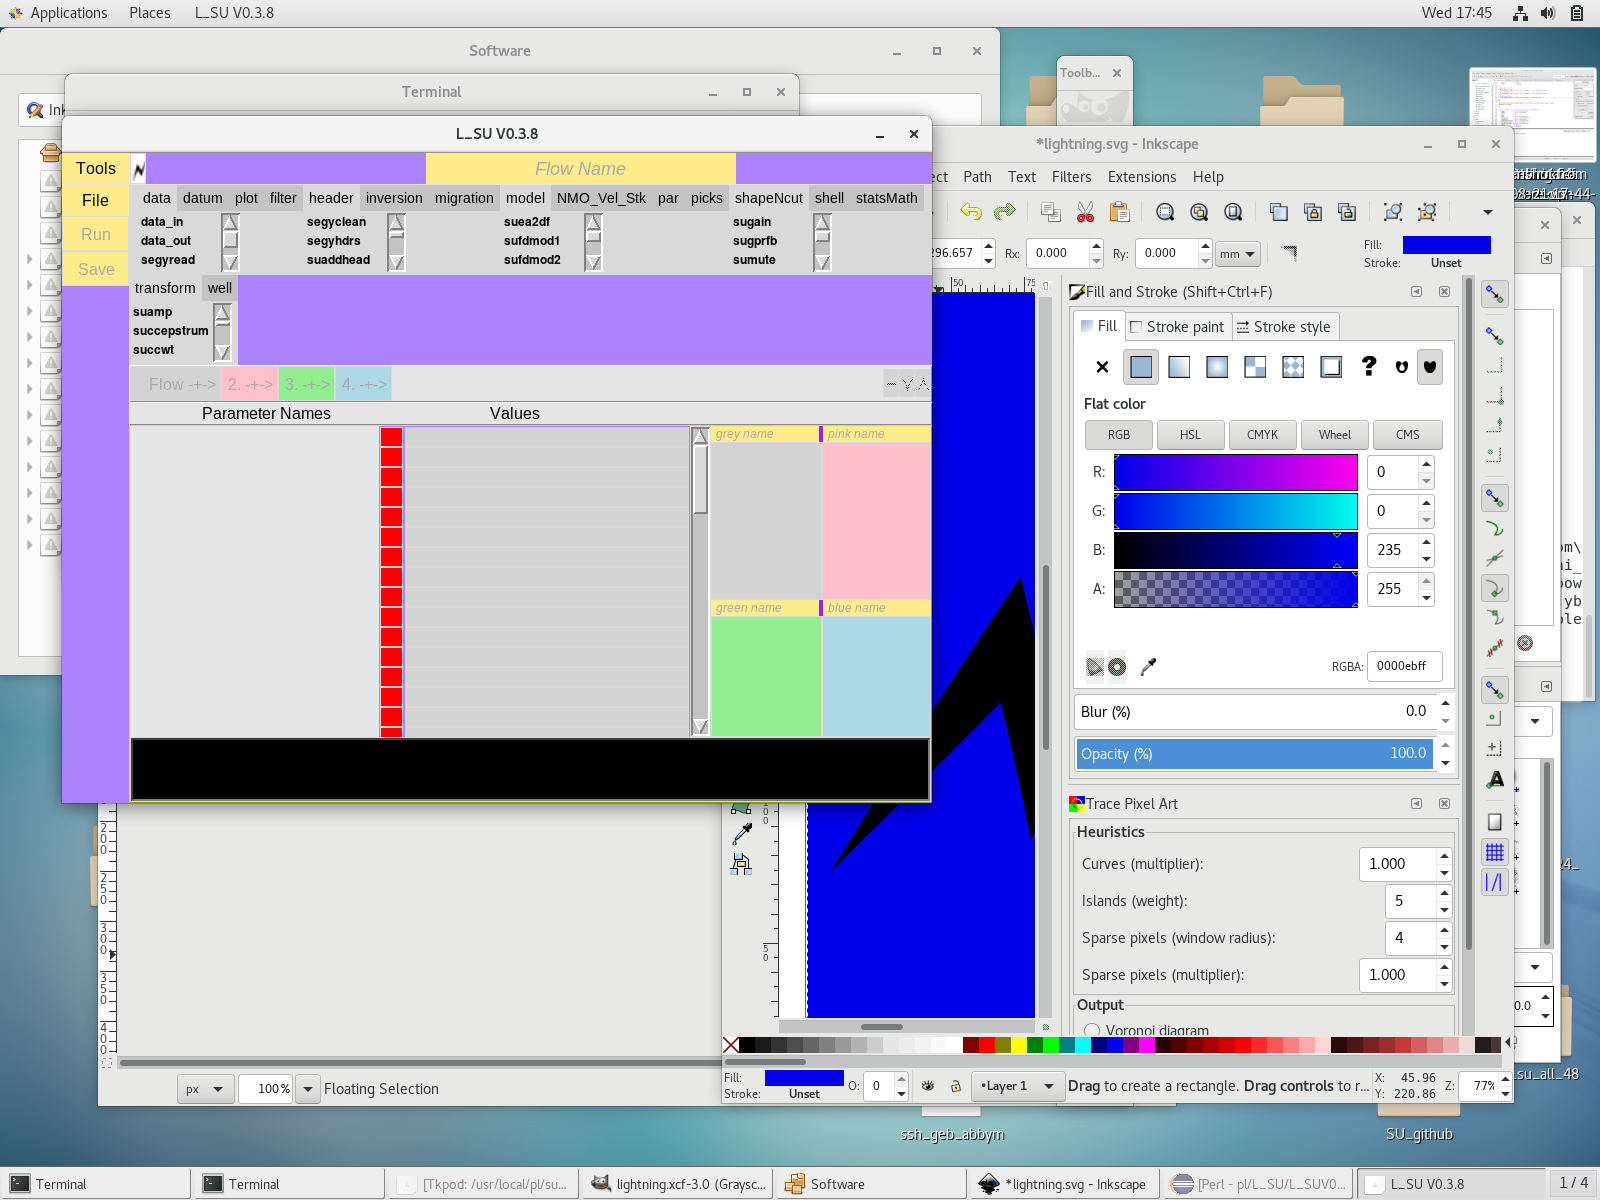 Applications Places L_SU V0.3.8 Wed 17:45
Software
Terminal
Toolb...
L_SU V0.3.8
Tools Flow Name
File data datum plot filter header inversion migration model NMO_Vel_Stk par picks shapeNcut shell statsMath
Run
Save
data_in segyclean suea2df sugain
data_out segyhdrs sufdmod1 sugprfb
segyread suaddhead sufdmod2 sumute
transform well
suamp
succepstrum
succwt
Flow -+-> 2. -+-> 3. -+-> 4. -+->
Parameter Names Values
grey name pink name
green name blue name
*lightning.svg - Inkscape
ect Path Text Filters Extensions Help
296.657 Rx: 0.000 Ry: 0.000 mm
Fill:
Stroke: Unset
50 75
Fill and Stroke (Shift+Ctrl+F)
Fill Stroke paint Stroke style
Flat color
RGB HSL CMYK Wheel CMS
R: 0
G: 0
B: 235
A: 255
RGBA: 0000ebff
Blur (%) 0.0
Opacity (%) 100.0
Trace Pixel Art
Heuristics
Curves (multiplier): 1.000
Islands (weight): 5
Sparse pixels (window radius): 4
Sparse pixels (multiplier): 1.000
Output
Voronoi diagram
Fill:
Stroke: Unset
O: 0 •Layer 1 Drag to create a rectangle. Drag controls to r... X: 45.96
Y: 220.86
Z: 77%
px 100% Floating Selection
ssh_geb_abbym
SU_github
su_all_48
Terminal Terminal [Tkpod: /usr/local/pl/su... lightning.xcf-3.0 (Graysc... Software *lightning.svg - Inkscape [Perl - pl/L_SU/L_SUV0... L_SU V0.3.8 1 / 4